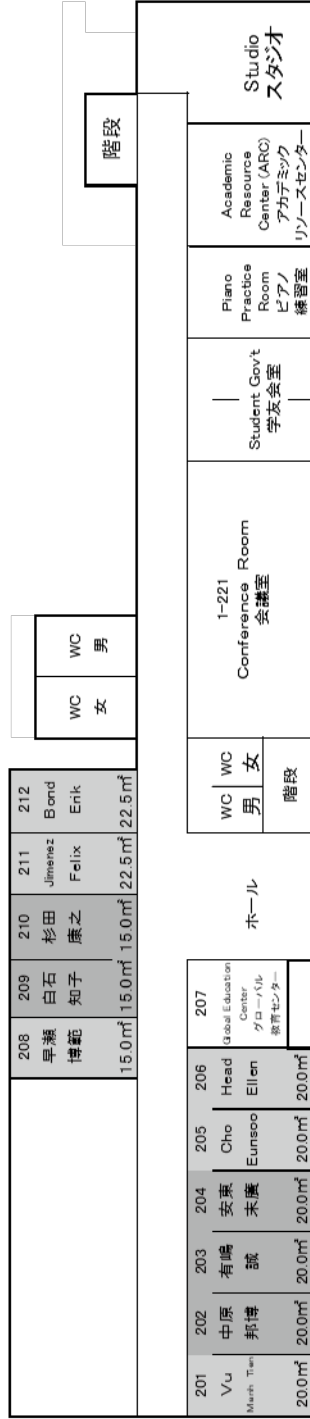 階段
Studio
スタジオ
Academic
Resource
Center (ARC)
アカデミック
リソースセンター
Piano
Practice
Room
ピアノ
練習室
Student Gov't
学友会室
1-221
Conference Room
会議室
WC
男
WC
女
WC
男
WC
女
階段
ホール
212
Bond
Erik
22.5㎡
211
Jimenez
Felix
22.5㎡
210
杉田
康之
15.0㎡
209
白石
知子
15.0㎡
208
早瀬
博範
15.0㎡
207
Global Education
Center
グローバル
教育センター
206
Head
Ellen
20.0㎡
205
Cho
Eunsoo
20.0㎡
204
安東
末廣
20.0㎡
203
有嶋
誠
20.0㎡
202
中原
邦博
20.0㎡
201
Vu
Manh Tien
20.0㎡